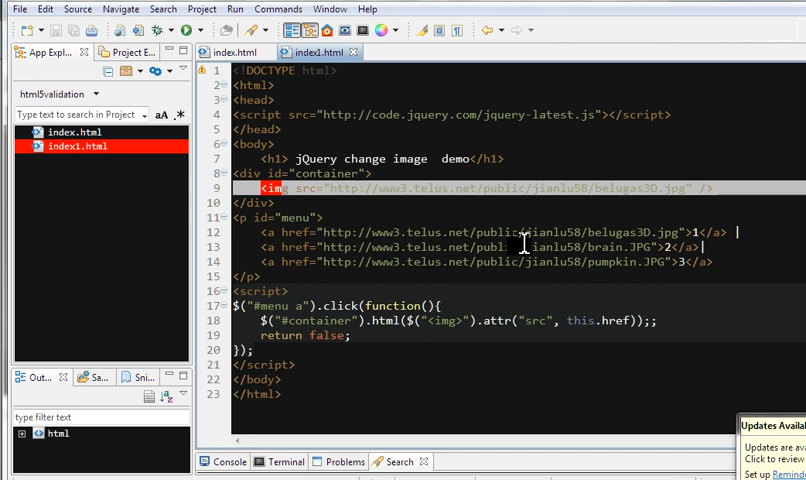 File Edit Source Navigate Search Project Run Commands Window Help
App Expl... Project E...
index.html index1.html
html5validation
Type text to search in Project aA .*
index.html
index1.html
1 <!DOCTYPE html>
2 <html>
3 <head>
4 <script src="http://code.jquery.com/jquery-latest.js"></script>
5 </head>
6 <body>
7 <h1> jQuery change image demo</h1>
8 <div id="container">
9 <img src="http://www3.telus.net/public/jianlu58/belugas3D.jpg" />
10 </div>
11 <p id="menu">
12 <a href="http://www3.telus.net/public/jianlu58/belugas3D.jpg">1</a> |
13 <a href="http://www3.telus.net/publ ianlu58/brain.JPG">2</a>|
14 <a href="http://www3.telus.net/public/jianlu58/pumpkin.JPG">3</a>
15 </p>
16 <script>
17 $("#menu a").click(function(){
18 $("#container").html($("<img>").attr("src", this.href));;
19 return false;
20 });
21 </script>
22 </body>
23 </html>
Out... Sa... Sni...
type filter text
html
Console Terminal Problems Search
Updates Availa
Updates are ava
Click to review
Set up Reminde